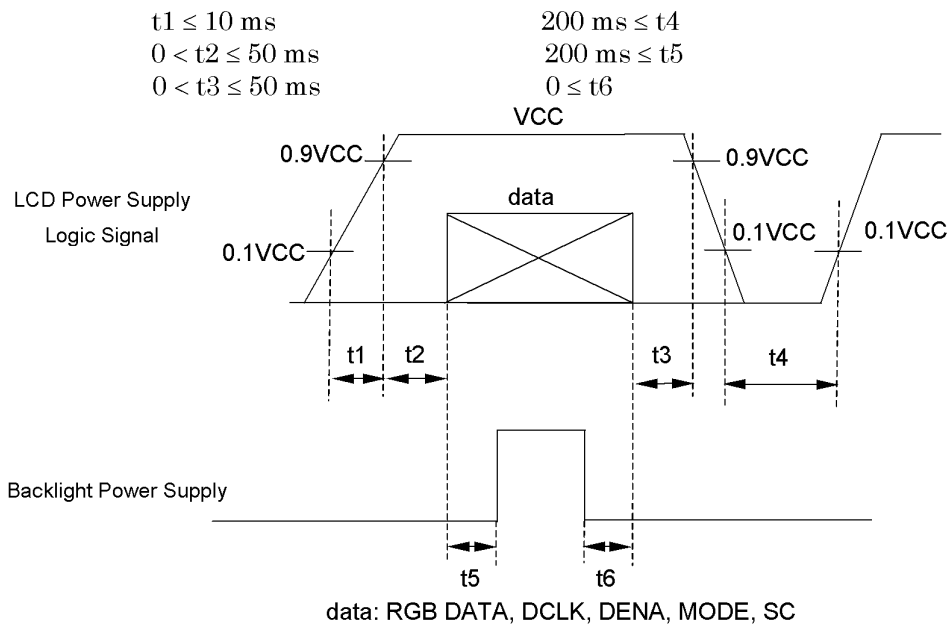 t1 ≤ 10 ms 200 ms ≤ t4
0 < t2 ≤ 50 ms 200 ms ≤ t5
0 < t3 ≤ 50 ms 0 ≤ t6
VCC
0.9VCC 0.9VCC
LCD Power Supply
Logic Signal
data
0.1VCC 0.1VCC 0.1VCC
t1 t2 t3 t4
Backlight Power Supply
t5 t6
data: RGB DATA, DCLK, DENA, MODE, SC